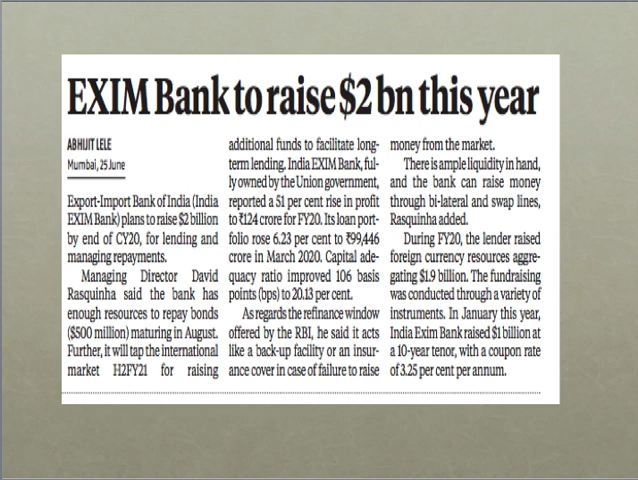 EXIM Bank to raise $2 bn this year
ABHIJIT LELE
Mumbai, 25 June
Export-Import Bank of India (India
EXIM Bank) plans to raise $2 billion
by end of CY20, for lending and
managing repayments.
Managing Director David
Rasquinha said the bank has
enough resources to repay bonds
($500 million) maturing in August.
Further, it will tap the international
market H2FY21 for raising
additional funds to facilitate long-
term lending. India EXIM Bank, ful-
ly owned by the Union government,
reported a 51 per cent rise in profit
to ₹124 crore for FY20. Its loan port-
folio rose 6.23 per cent to ₹99,446
crore in March 2020. Capital ade-
quacy ratio improved 106 basis
points (bps) to 20.13 per cent.
As regards the refinance window
offered by the RBI, he said it acts
like a back-up facility or an insur-
ance cover in case of failure to raise
money from the market.
There is ample liquidity in hand,
and the bank can raise money
through bi-lateral and swap lines,
Rasquinha added.
During FY20, the lender raised
foreign currency resources aggre-
gating $1.9 billion. The fundraising
was conducted through a variety of
instruments. In January this year,
India Exim Bank raised $1 billion at
a 10-year tenor, with a coupon rate
of 3.25 per cent per annum.